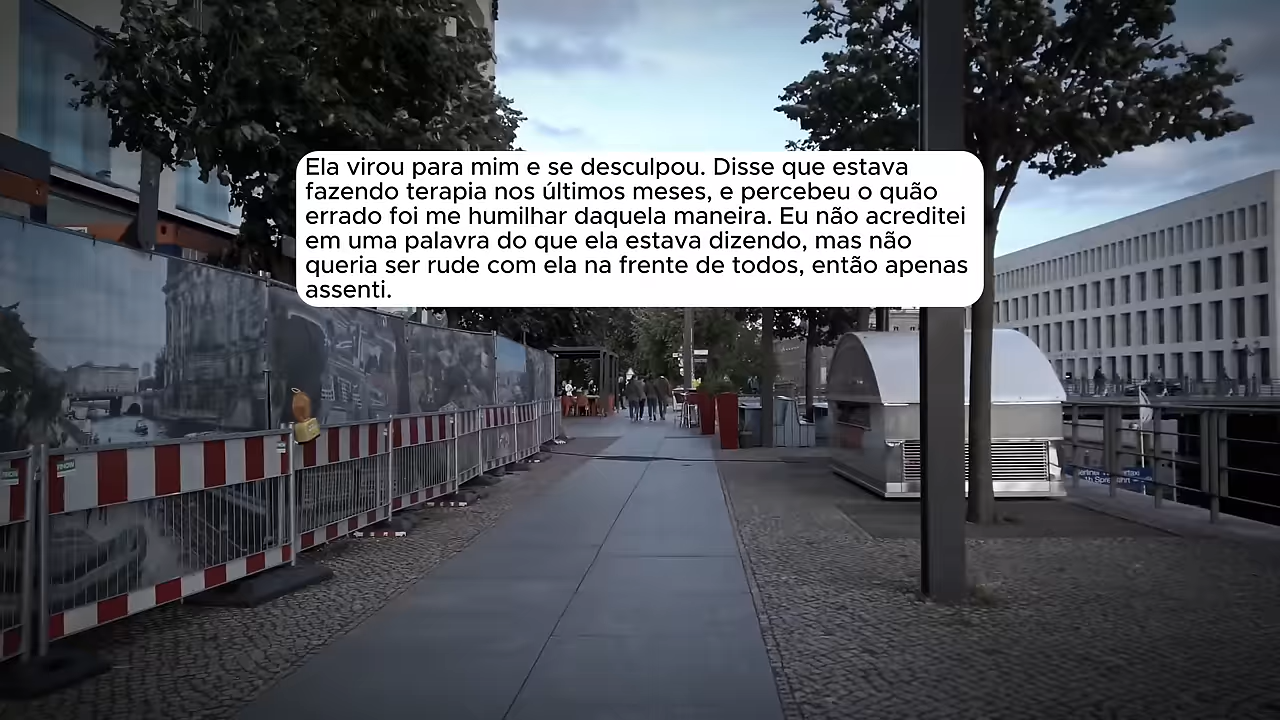 Ela virou para mim e se desculpou. Disse que estava
fazendo terapia nos últimos meses, e percebeu o quão
errado foi me humilhar daquela maneira. Eu não acreditei
em uma palavra do que ela estava dizendo, mas não
queria ser rude com ela na frente de todos, então apenas
assenti.